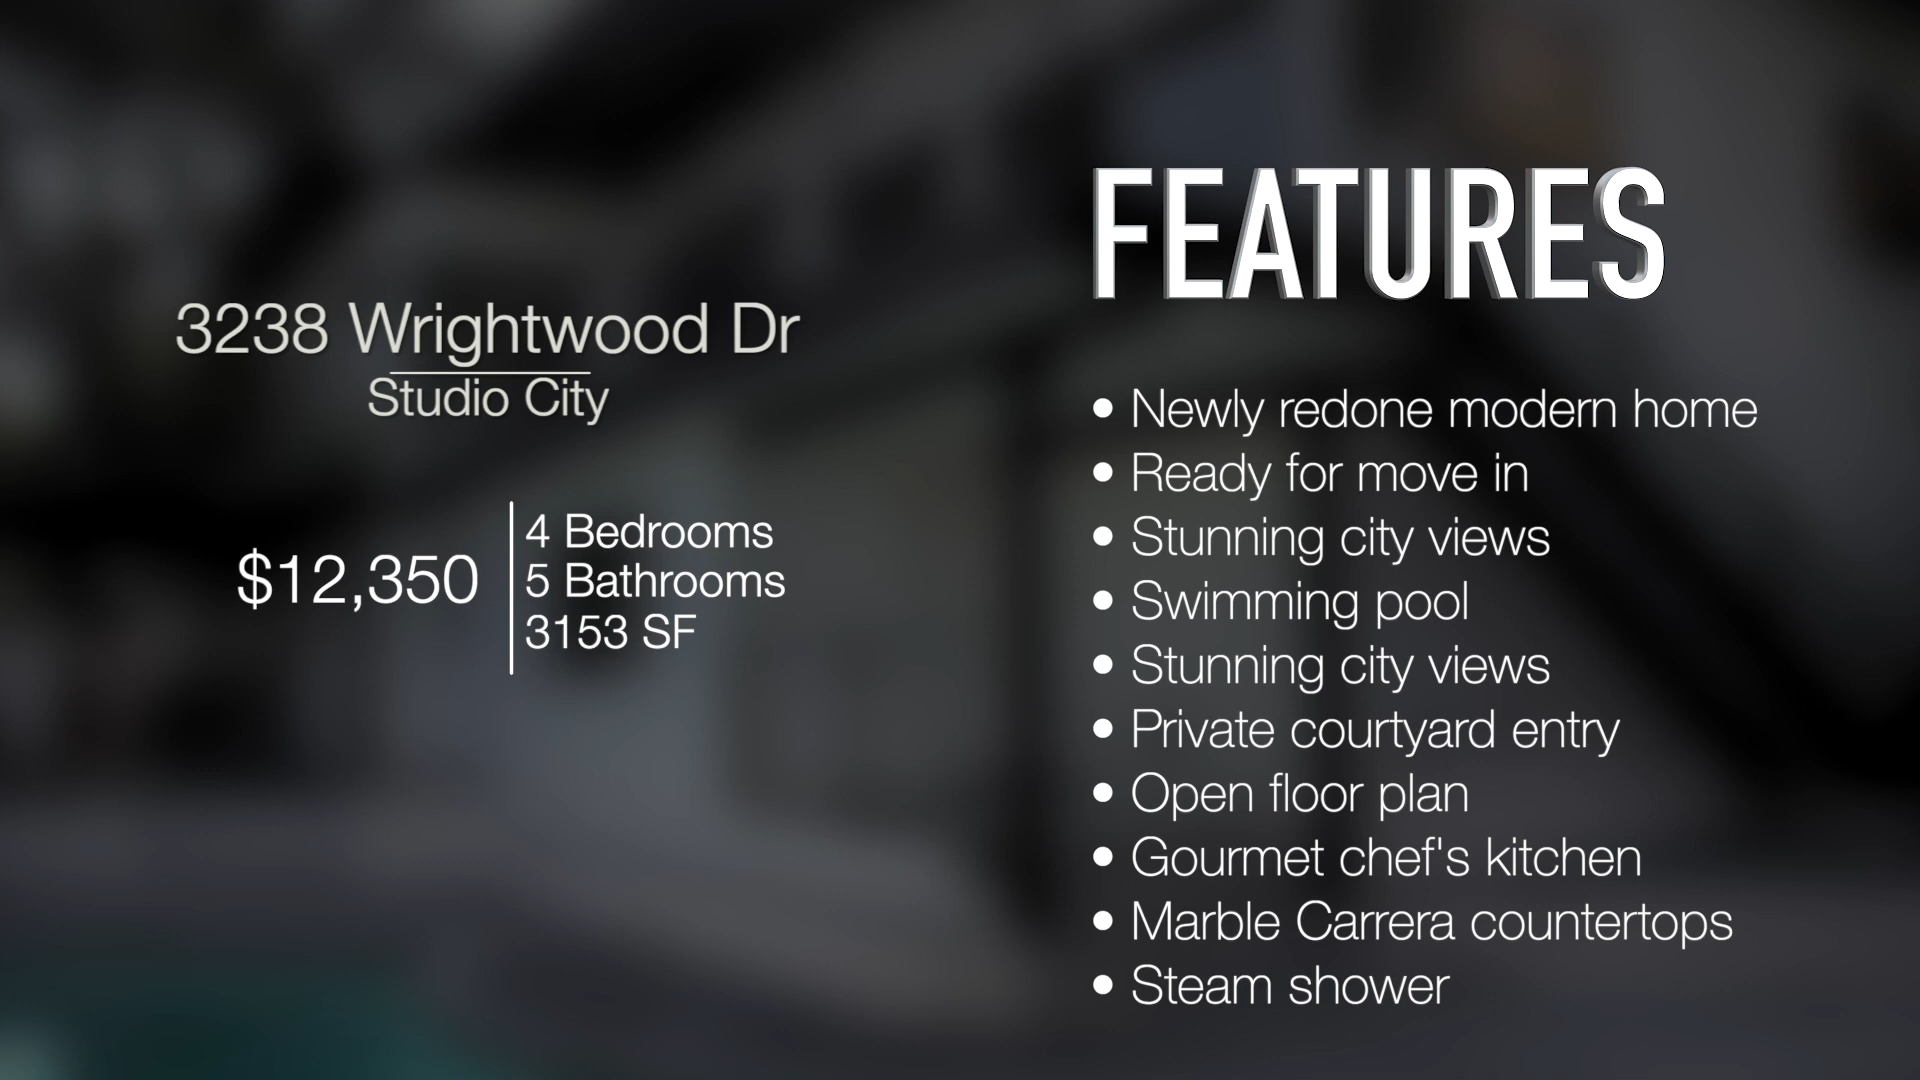 3238 Wrightwood Dr
Studio City
$12,350
4 Bedrooms
5 Bathrooms
3153 SF
FEATURES
• Newly redone modern home
• Ready for move in
• Stunning city views
• Swimming pool
• Stunning city views
• Private courtyard entry
• Open floor plan
• Gourmet chef's kitchen
• Marble Carrera countertops
• Steam shower